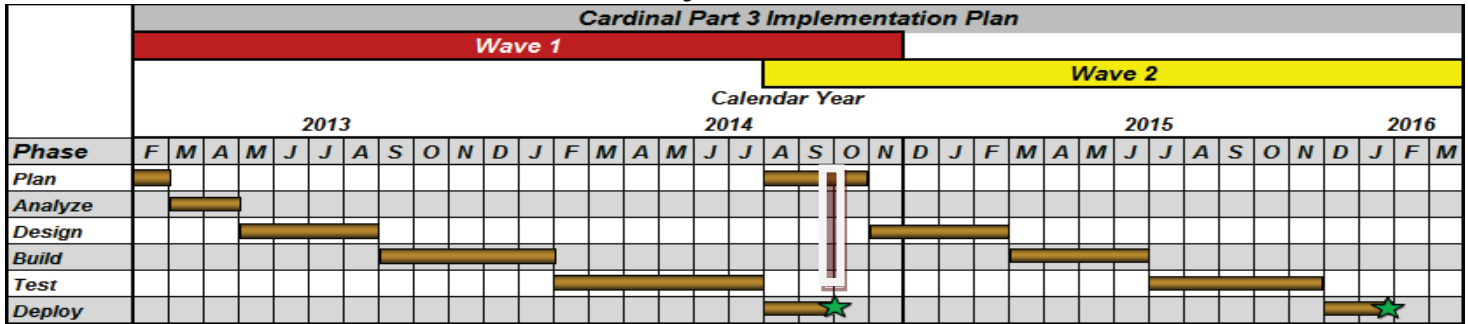 Cardinal Part 3 Implementation Plan
Wave 1
Wave 2
Calendar Year
2013 2014 2015 2016
Phase F M A M J J A S O N D J F M A M J J A S O N D J F M A M J J A S O N D J F M
Plan
Analyze
Design
Build
Test
Deploy